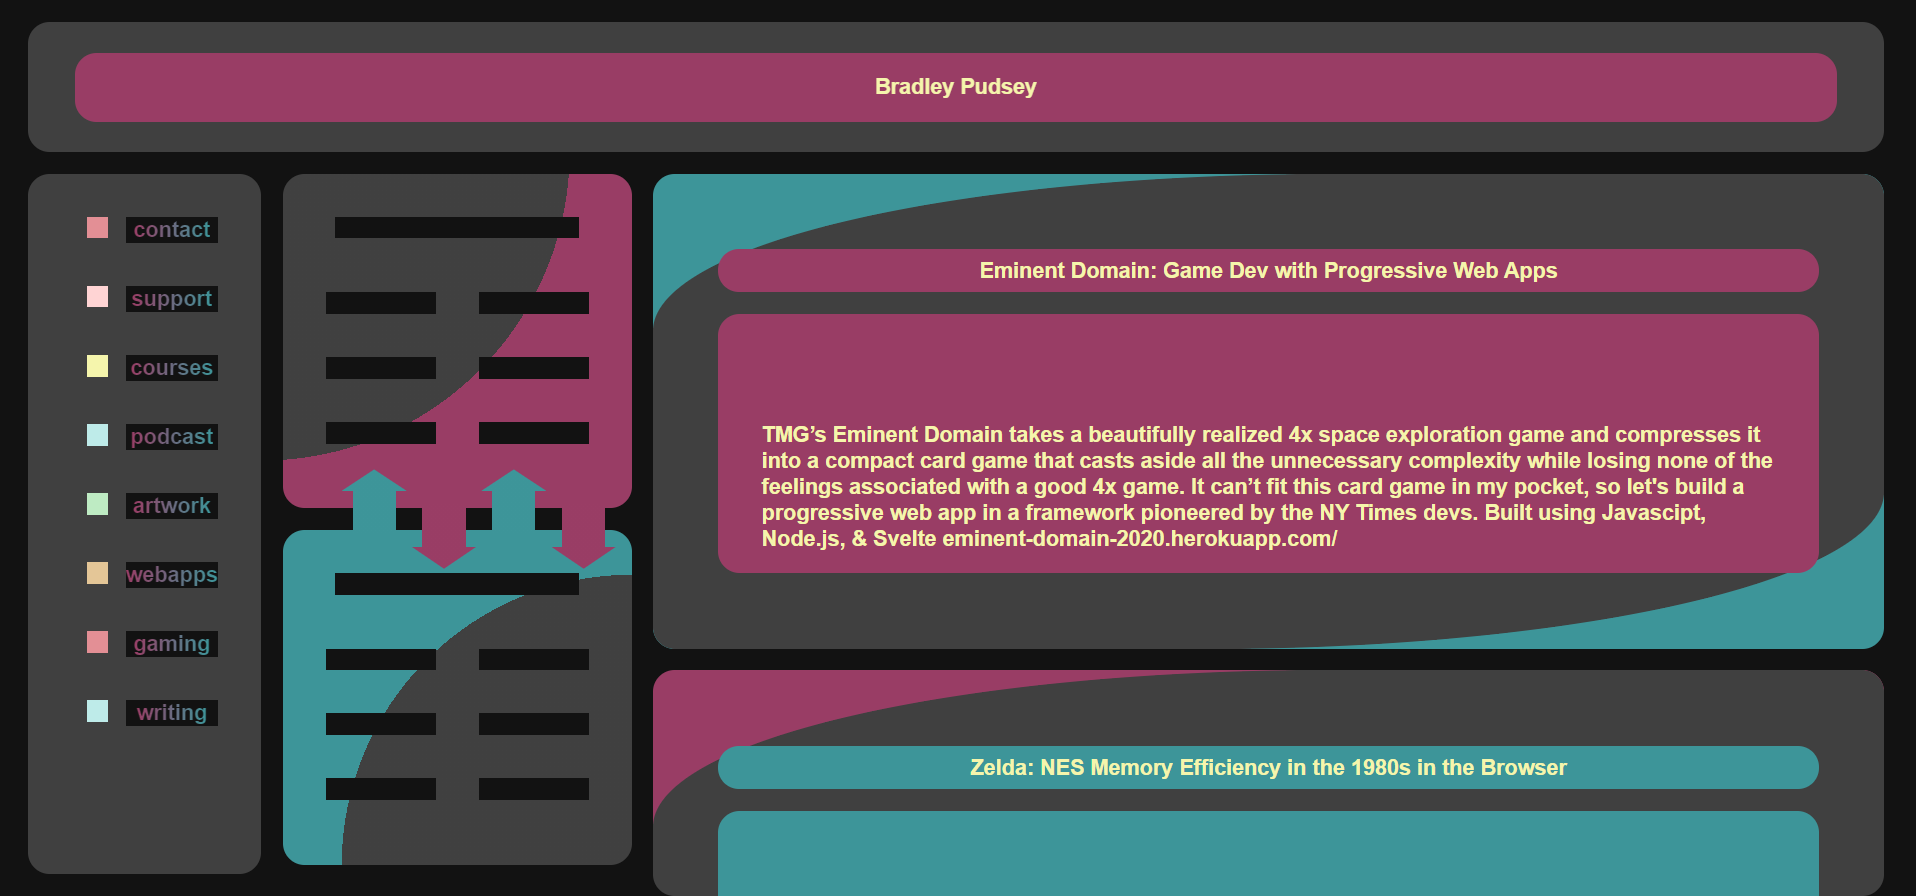 Bradley Pudsey
contact
support
courses
podcast
artwork
webapps
gaming
writing
Eminent Domain: Game Dev with Progressive Web Apps
TMG’s Eminent Domain takes a beautifully realized 4x space exploration game and compresses it
into a compact card game that casts aside all the unnecessary complexity while losing none of the
feelings associated with a good 4x game. It can’t fit this card game in my pocket, so let's build a
progressive web app in a framework pioneered by the NY Times devs. Built using Javascipt,
Node.js, & Svelte eminent-domain-2020.herokuapp.com/
Zelda: NES Memory Efficiency in the 1980s in the Browser